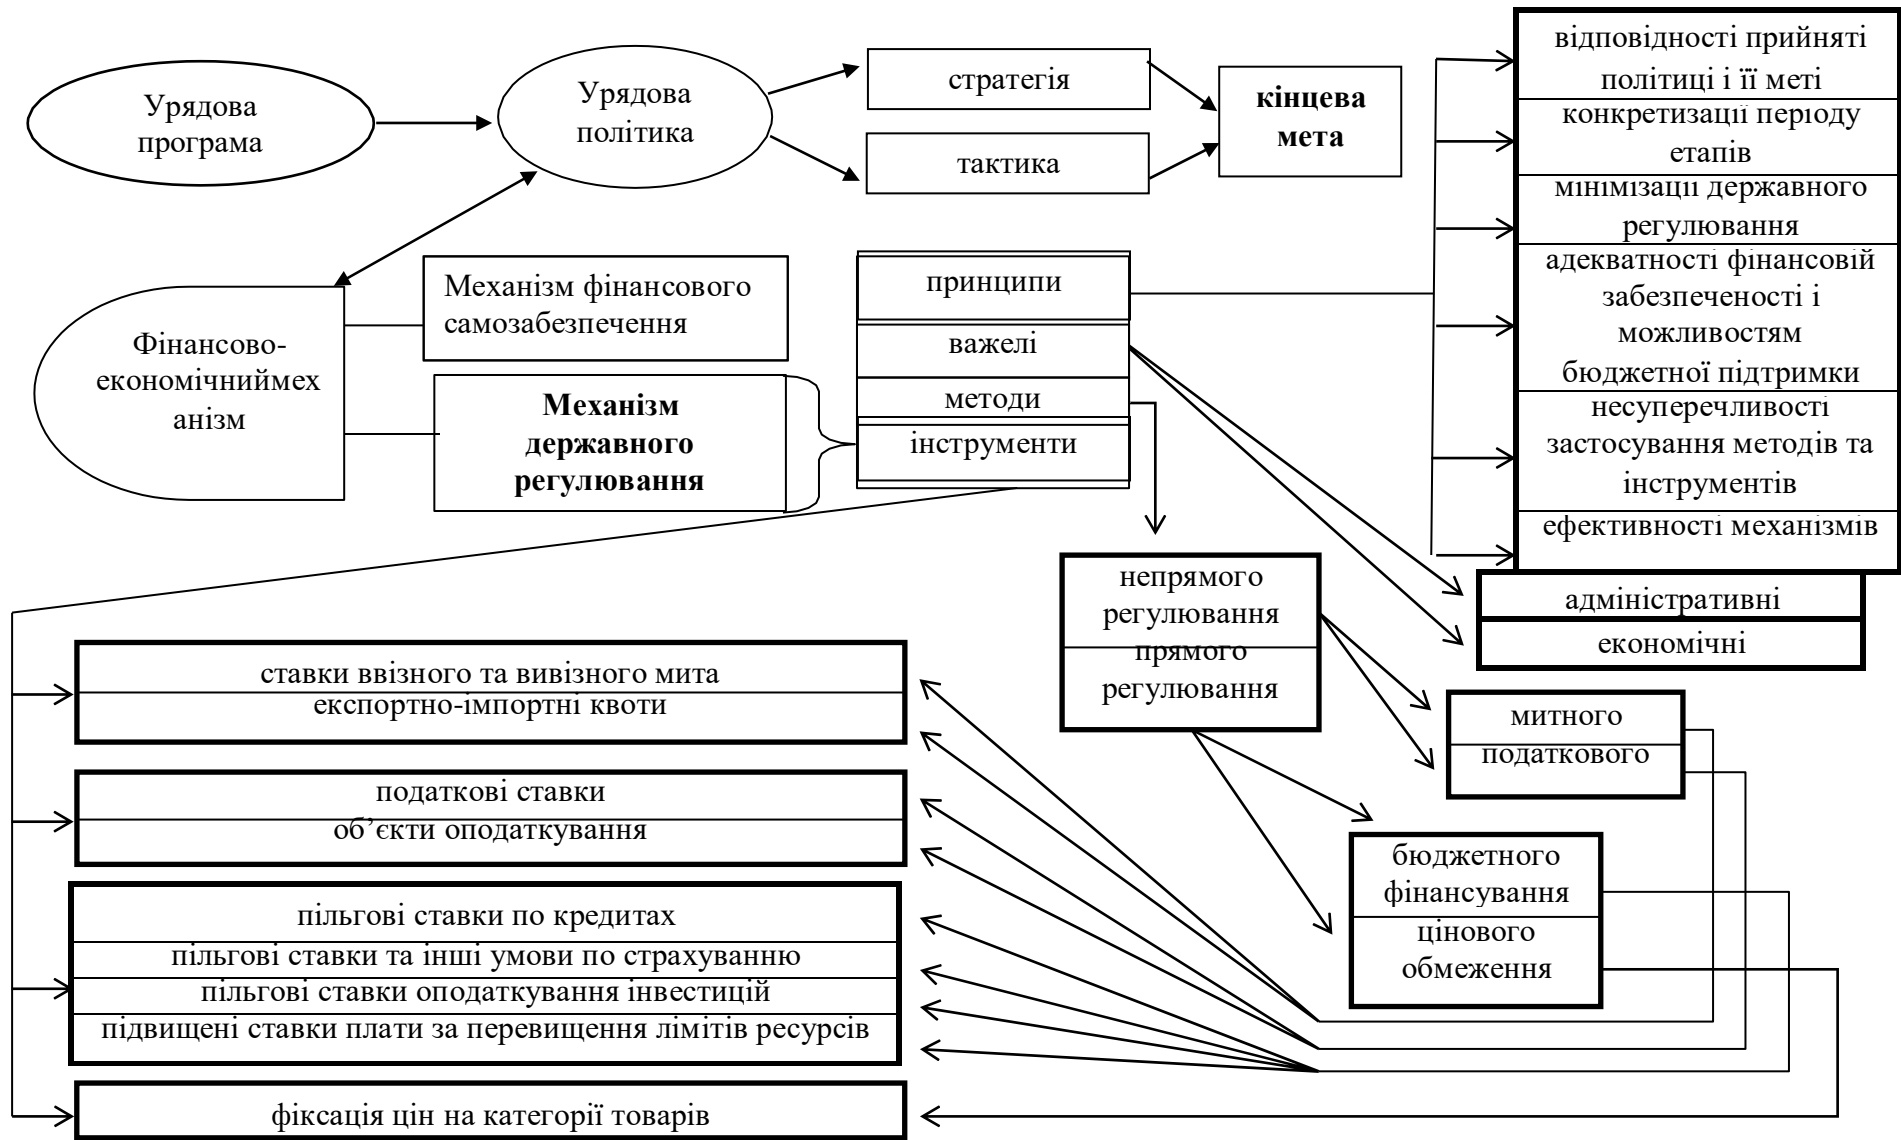 Урядова
програма
Урядова
політика
стратегія
тактика
кінцева
мета
відповідності прийняті
політиці і її меті
конкретизації періоду
етапів
мінімізації державного
регулювання
адекватності фінансовій
забезпеченості і
можливостям
бюджетної підтримки
несуперечливості
застосування методів та
інструментів
ефективності механізмів
Фінансово-
економічниймех
анізм
Механізм фінансового
самозабезпечення
Механізм
державного
регулювання
принципи
важелі
методи
інструменти
адміністративні
економічні
непрямого
регулювання
прямого
регулювання
митного
податкового
бюджетного
фінансування
цінового
обмеження
ставки ввізного та вивізного мита
експортно-імпортні квоти
податкові ставки
об’єкти оподаткування
пільгові ставки по кредитах
пільгові ставки та інші умови по страхуванню
пільгові ставки оподаткування інвестицій
підвищені ставки плати за перевищення лімітів ресурсів
фіксація цін на категорії товарів